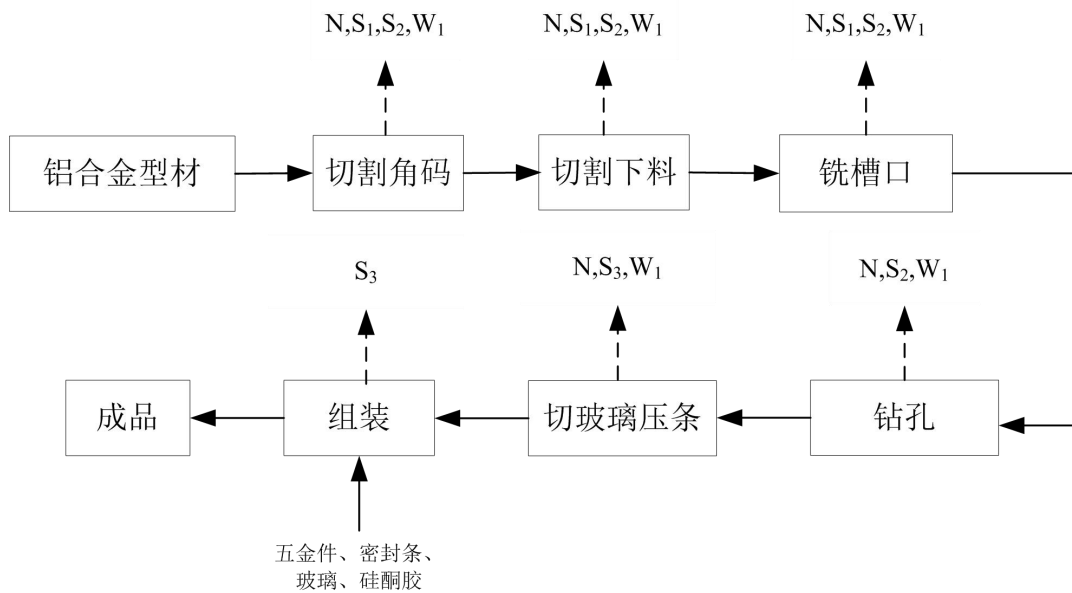 N,S₁,S₂,W₁
N,S₁,S₂,W₁
N,S₁,S₂,W₁
铝合金型材
切割角码
切割下料
铣槽口
S₃
N,S₃,W₁
N,S₂,W₁
成品
组装
切玻璃压条
钻孔
五金件、密封条、
玻璃、硅酮胶